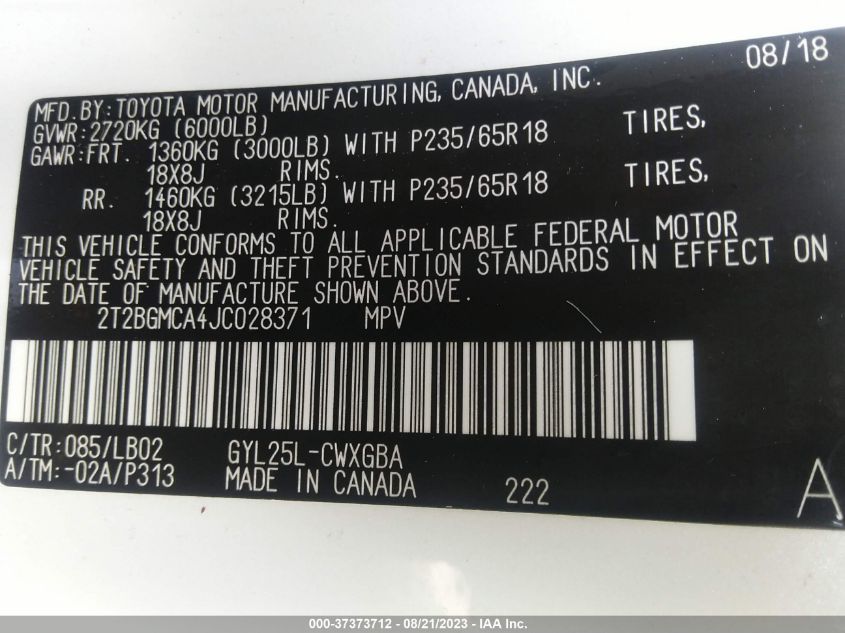 08/18
MFD. BY: TOYOTA MOTOR MANUFACTURING, CANADA, INC.
GVWR: 2720KG (6000LB)
GAWR: FRT. 1360KG (3000LB) WITH P235/65R18 TIRES,
18X8J RIMS.
RR. 1460KG (3215LB) WITH P235/65R18 TIRES,
18X8J RIMS.
THIS VEHICLE CONFORMS TO ALL APPLICABLE FEDERAL MOTOR
VEHICLE SAFETY AND THEFT PREVENTION STANDARDS IN EFFECT ON
THE DATE OF MANUFACTURE SHOWN ABOVE.
2T2BGMCA4JC028371 MPV
C/TR: 085/LB02 GYL25L-CWXGBA
A/TM: -02A/P313 MADE IN CANADA 222 A
000-37373712 - 08/21/2023 - IAA Inc.